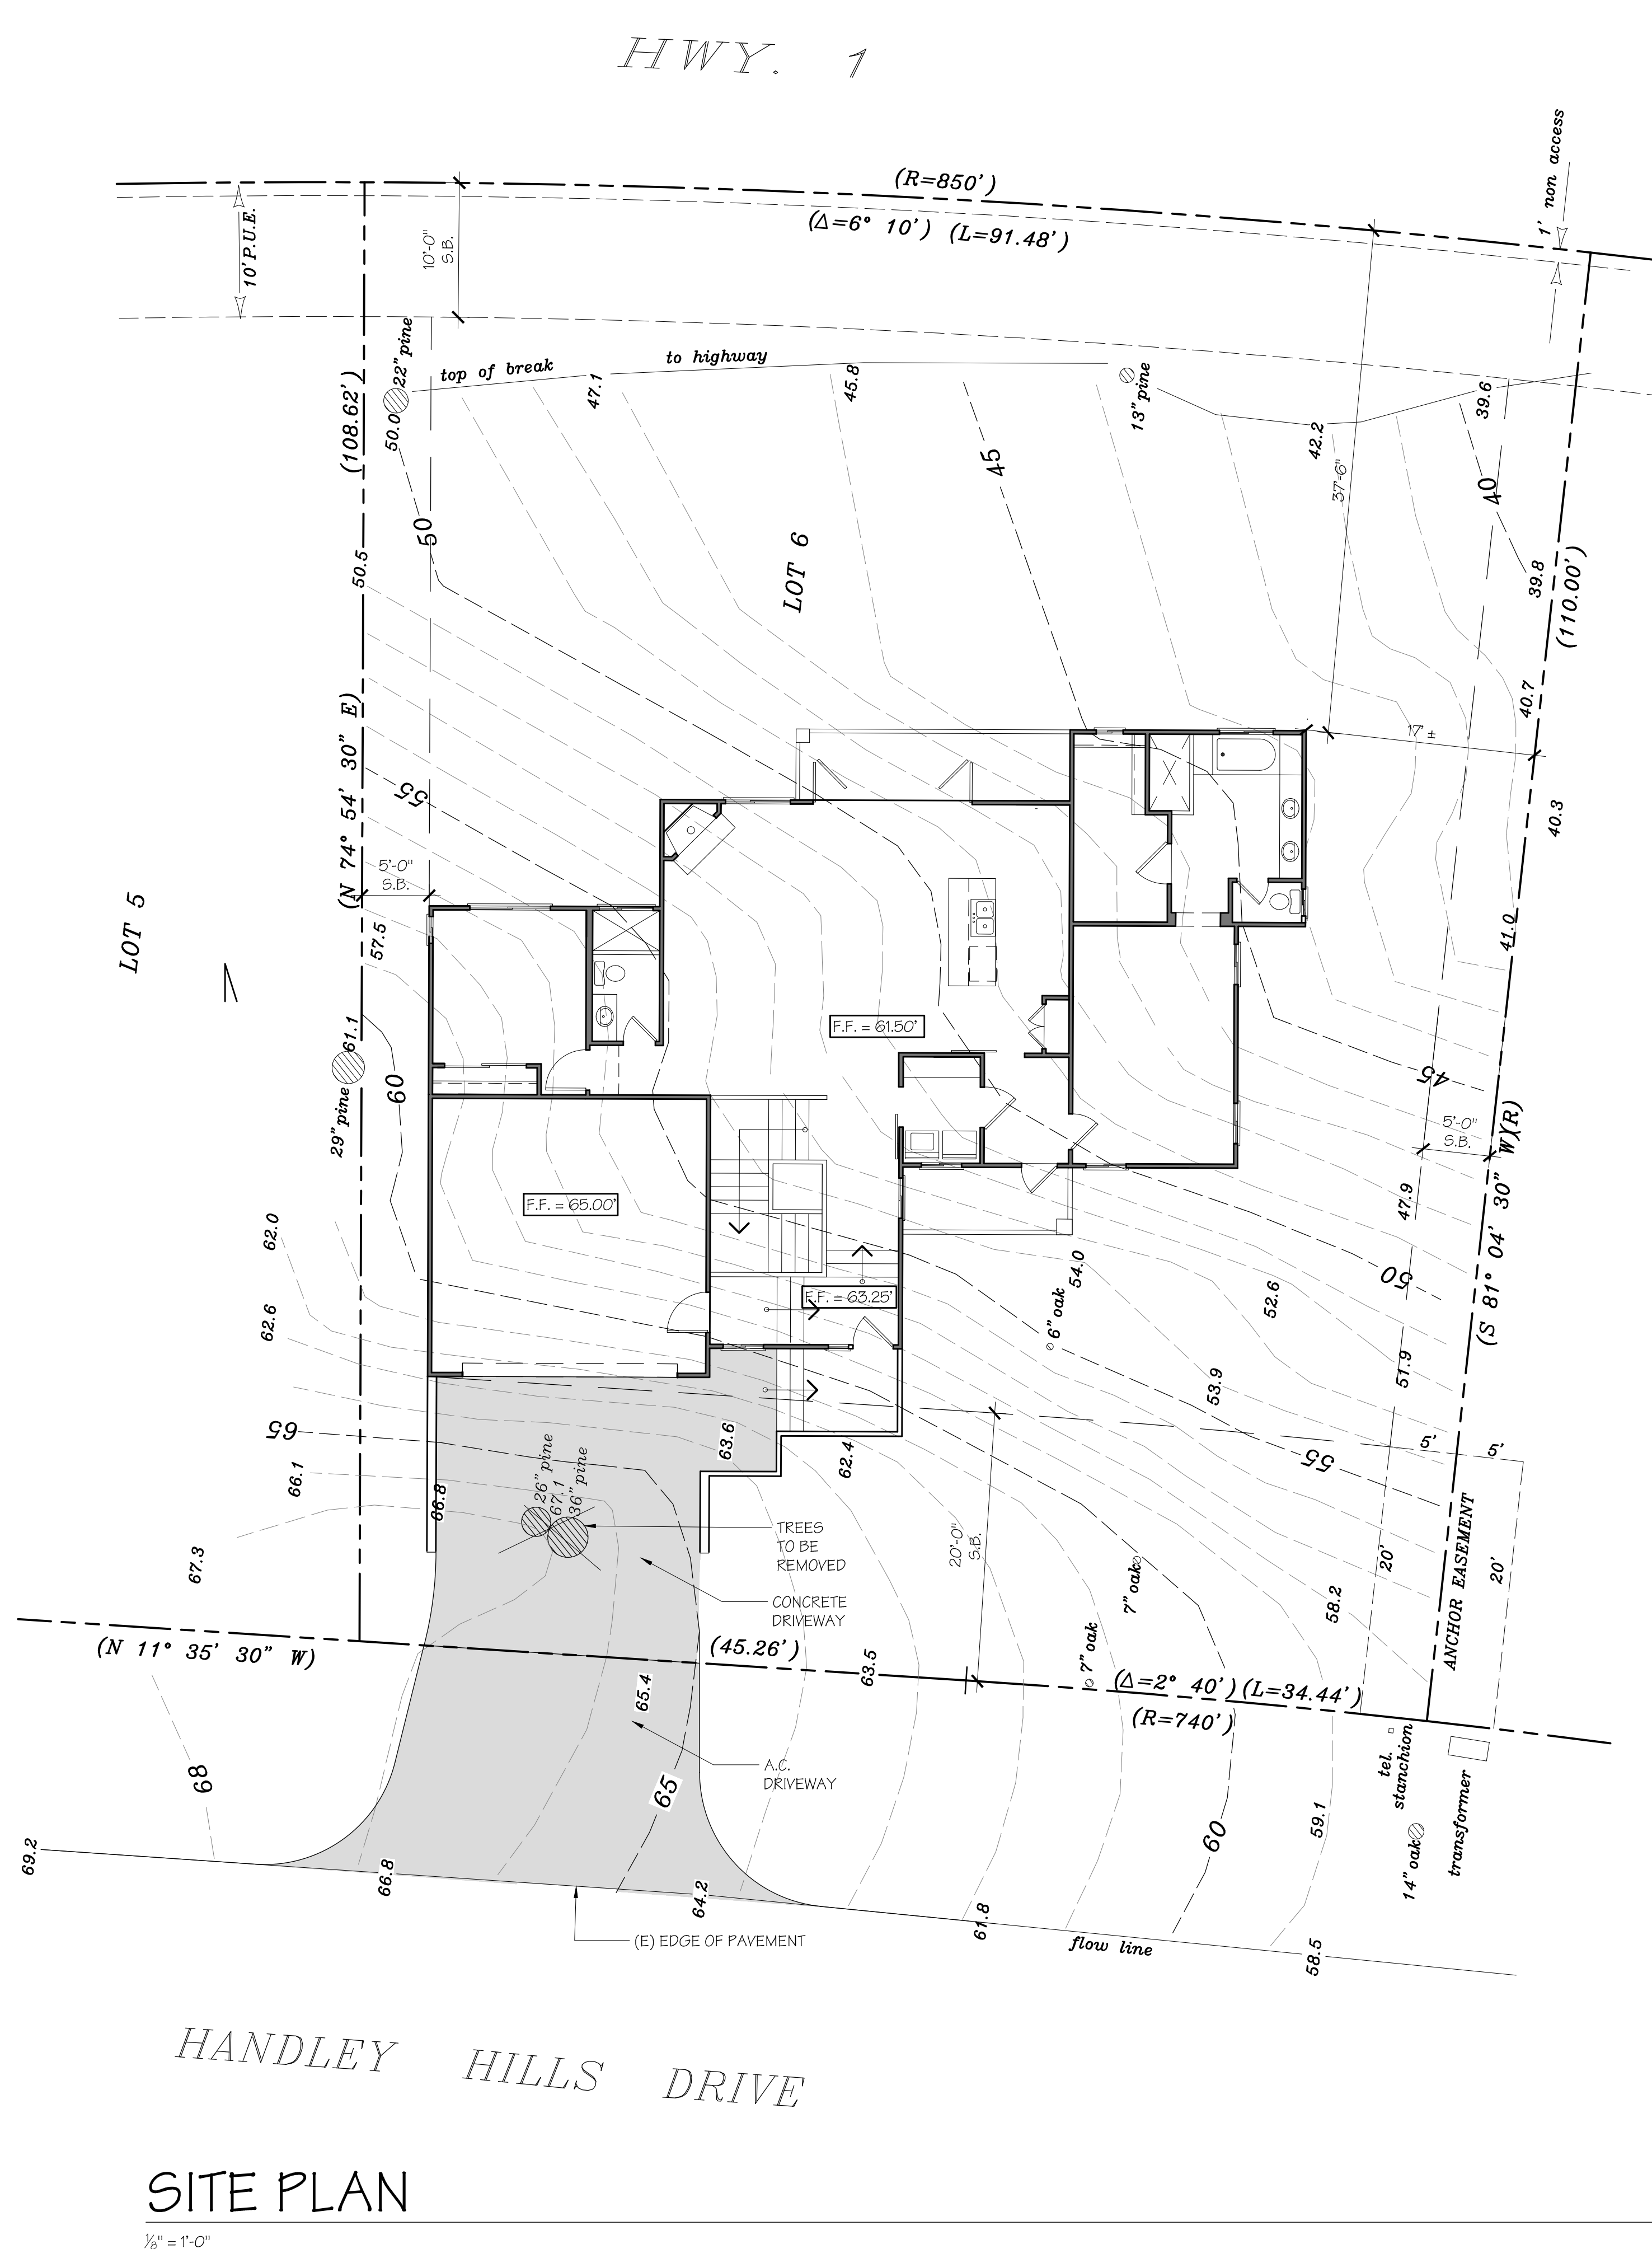 HWY. 1
1' non access
(R=850')
(Δ=6° 10') (L=91.48')
10' P.U.E.
10'-0"
S.B.
22" pine
top of break
to highway
47.1
45.8
13" pine
39.6
50.0
42.2
(108.62')
45
40
37'-6"
50
LOT 6
50.5
39.8
(110.00')
40.7
17' ±
(N 74° 54' 30" E)
55
40.3
5'-0"
S.B.
LOT 5
57.5
41.0
61.1
F.F. = 61.50'
60
45
29" pine
5'-0"
S.B.
(S 81° 04' 30" W)(R)
F.F. = 65.00'
47.9
62.0
54.0
50
F.F. = 63.25'
52.6
62.6
6" oak
51.9
53.9
65
63.6
62.4
5'
5'
55
26" pine
67.1
36" pine
66.1
66.8
TREES
TO BE
REMOVED
20'-0"
S.B.
ANCHOR EASEMENT
20'
20'
67.3
7" oak
58.2
CONCRETE
DRIVEWAY
(N 11° 35' 30" W)
(45.26')
7" oak
63.5
65.4
(Δ=2° 40') (L=34.44')
(R=740')
tel.
stanchion
68
A.C.
DRIVEWAY
65
60
59.1
transformer
14" oak
69.2
66.8
64.2
61.8
(E) EDGE OF PAVEMENT
flow line
58.5
HANDLEY HILLS DRIVE
SITE PLAN
⅛" = 1'-0"